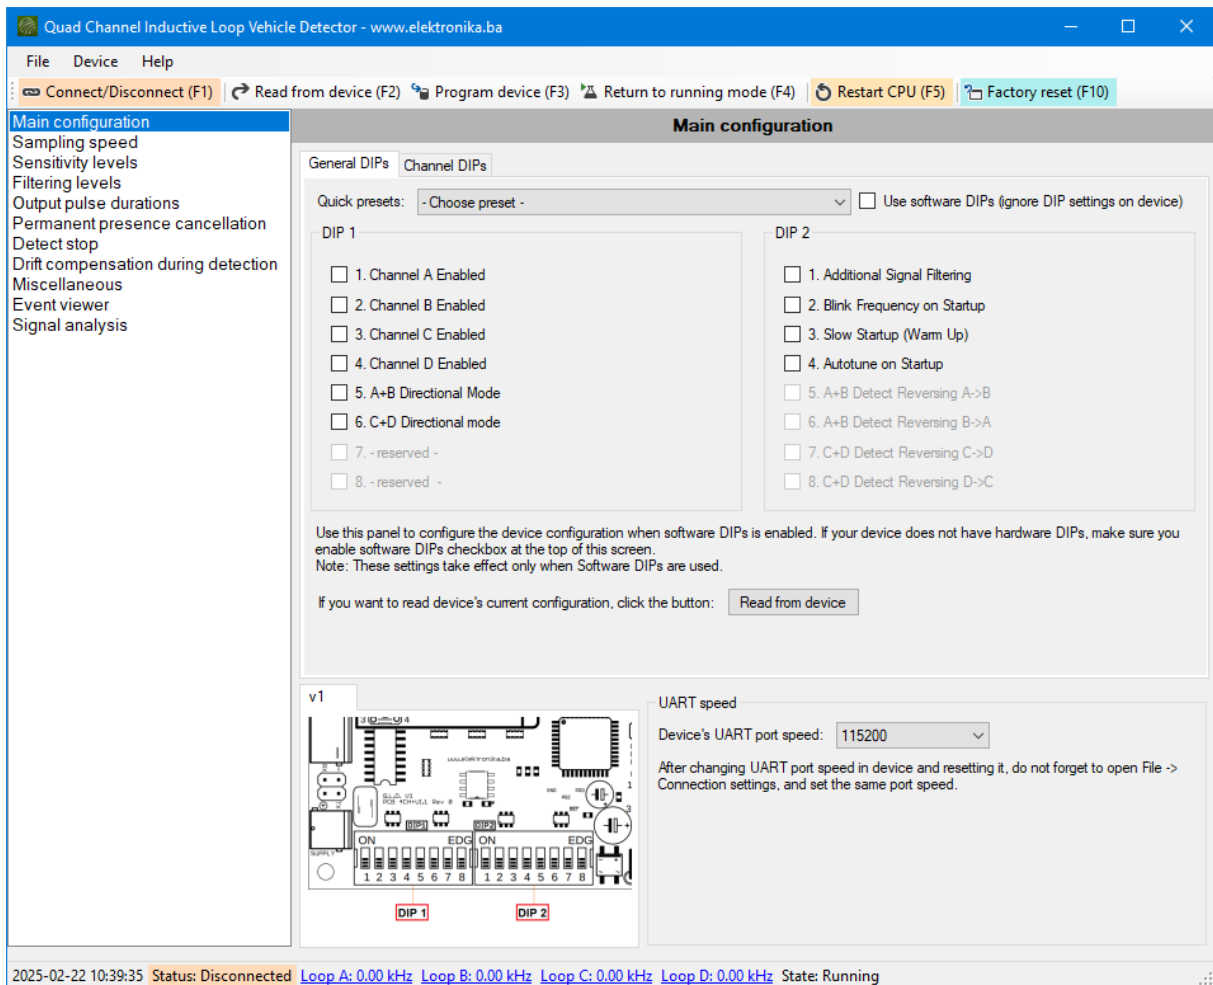 Quad Channel Inductive Loop Vehicle Detector - www.elektronika.ba
File Device Help
Connect/Disconnect (F1) Read from device (F2) Program device (F3) Return to running mode (F4) Restart CPU (F5) Factory reset (F10)
Main configuration
Sampling speed
Sensitivity levels
Filtering levels
Output pulse durations
Permanent presence cancellation
Detect stop
Drift compensation during detection
Miscellaneous
Event viewer
Signal analysis
Main configuration
General DIPs Channel DIPs
Quick presets: - Choose preset - Use software DIPs (ignore DIP settings on device)
DIP 1
1. Channel A Enabled
2. Channel B Enabled
3. Channel C Enabled
4. Channel D Enabled
5. A+B Directional Mode
6. C+D Directional mode
7. - reserved -
8. - reserved -
DIP 2
1. Additional Signal Filtering
2. Blink Frequency on Startup
3. Slow Startup (Warm Up)
4. Autotune on Startup
5. A+B Detect Reversing A->B
6. A+B Detect Reversing B->A
7. C+D Detect Reversing C->D
8. C+D Detect Reversing D->C
Use this panel to configure the device configuration when software DIPs is enabled. If your device does not have hardware DIPs, make sure you
enable software DIPs checkbox at the top of this screen.
Note: These settings take effect only when Software DIPs are used.
If you want to read device's current configuration, click the button: Read from device
v1
www.elektronika.ba
DIP1 DIP2
ON EDG ON EDG
SUPPLY
1 2 3 4 5 6 7 8 1 2 3 4 5 6 7 8
DIP 1 DIP 2
UART speed
Device's UART port speed: 115200
After changing UART port speed in device and resetting it, do not forget to open File ->
Connection settings, and set the same port speed.
2025-02-22 10:39:35 Status: Disconnected Loop A: 0.00 kHz Loop B: 0.00 kHz Loop C: 0.00 kHz Loop D: 0.00 kHz State: Running